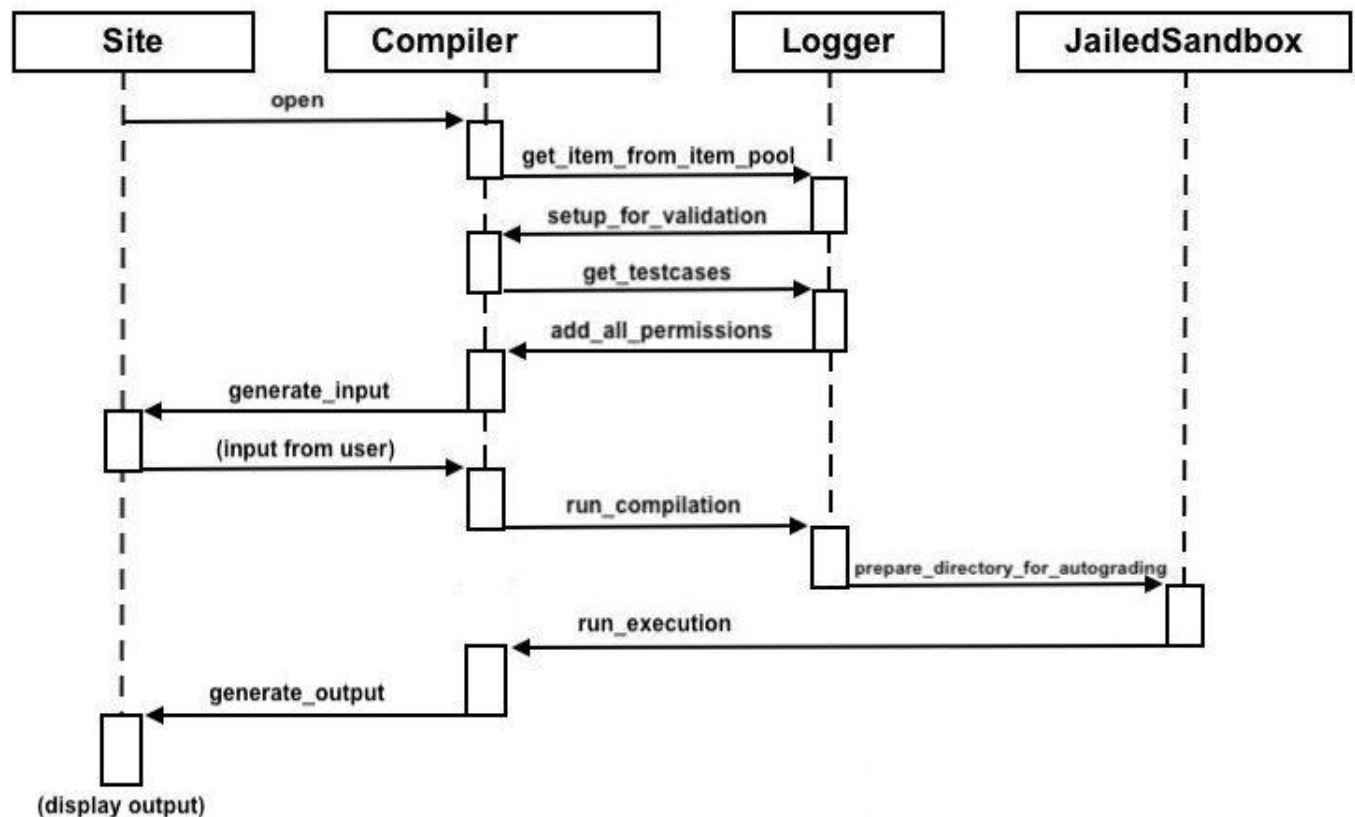 Site
Compiler
Logger
JailedSandbox
open
get_item_from_item_pool
setup_for_validation
get_testcases
add_all_permissions
generate_input
(input from user)
run_compilation
prepare_directory_for_autograding
run_execution
generate_output
(display output)